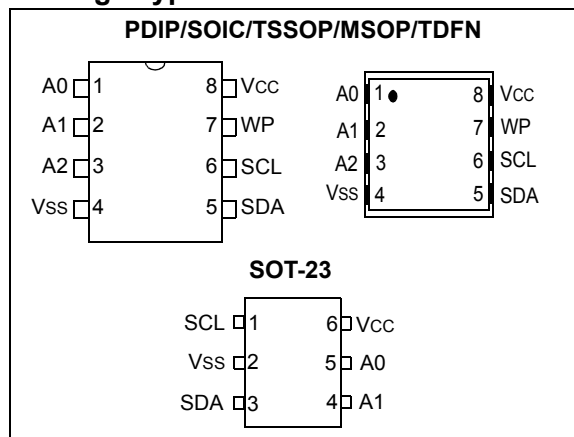 PDIP/SOIC/TSSOP/MSOP/TDFN
A0 1 8 VCC
A1 2 7 WP
A2 3 6 SCL
VSS 4 5 SDA
A0 1 8 VCC
A1 2 7 WP
A2 3 6 SCL
VSS 4 5 SDA
SOT-23
SCL 1 6 VCC
VSS 2 5 A0
SDA 3 4 A1